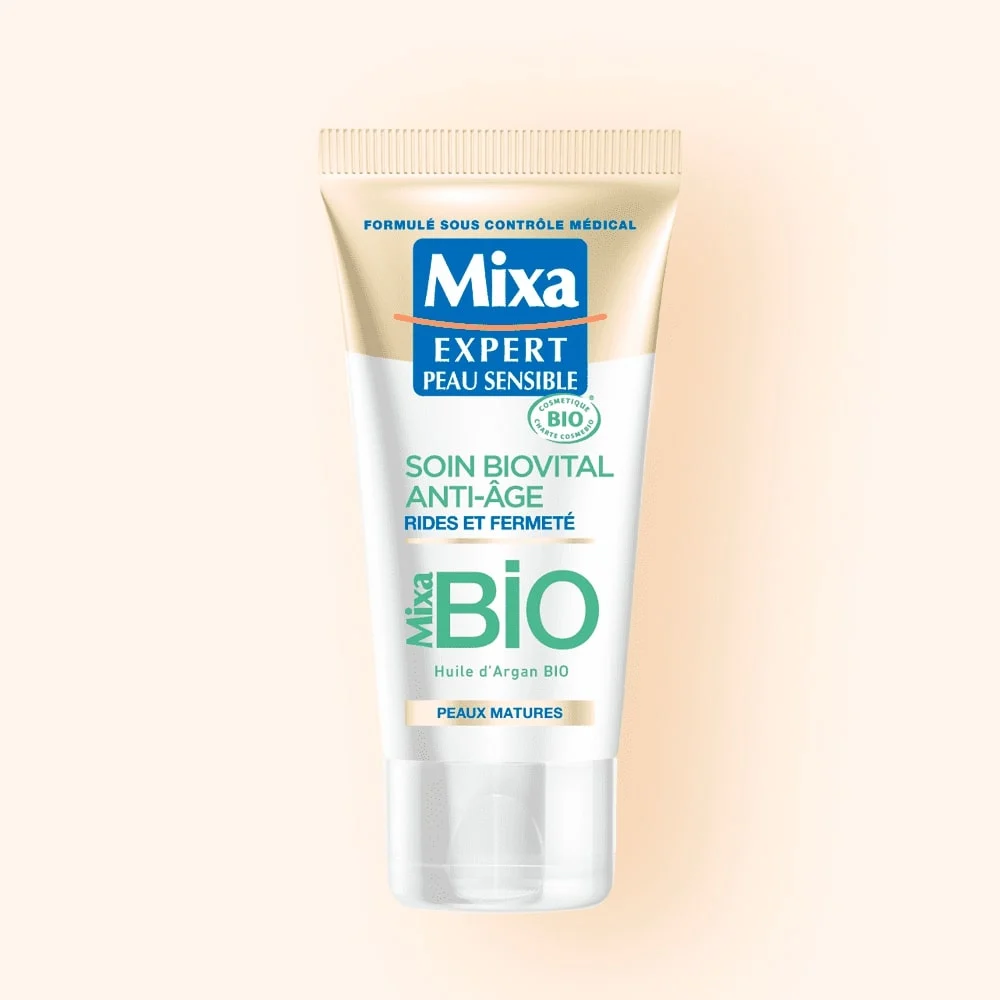 FORMULÉ SOUS CONTRÔLE MÉDICAL
Mixa
EXPERT
PEAU SENSIBLE
COSMETIQUE
BIO
CHARTE COSMEBIO
®
SOIN BIOVITAL
ANTI-ÂGE
RIDES ET FERMETÉ
Mixa
BiO
Huile d'Argan BIO
PEAUX MATURES